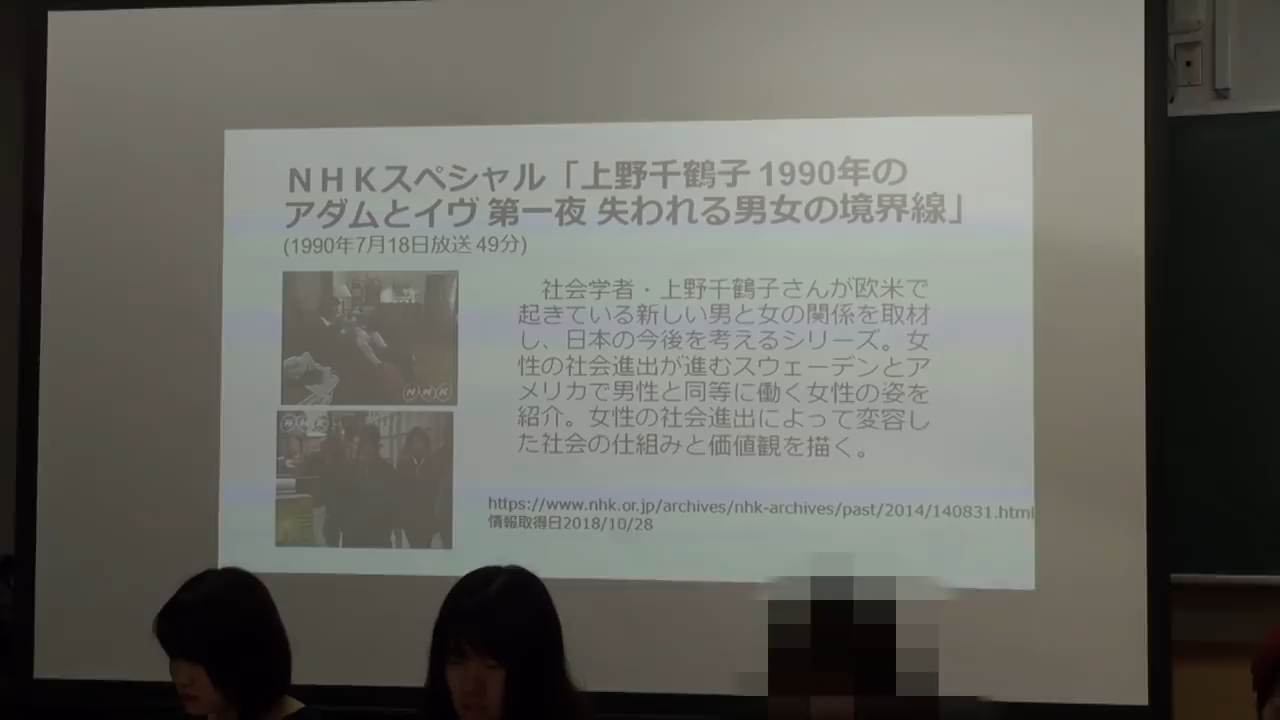 ＮＨＫスペシャル「上野千鶴子 1990年の
アダムとイヴ 第一夜 失われる男女の境界線」
(1990年7月18日放送 49分)
社会学者・上野千鶴子さんが欧米で
起きている新しい男と女の関係を取材
し、日本の今後を考えるシリーズ。女
性の社会進出が進むスウェーデンとア
メリカで男性と同等に働く女性の姿を
紹介。女性の社会進出によって変容し
た社会の仕組みと価値観を描く。
NHK
NHK
https://www.nhk.or.jp/archives/nhk-archives/past/2014/140831.html
情報取得日2018/10/28